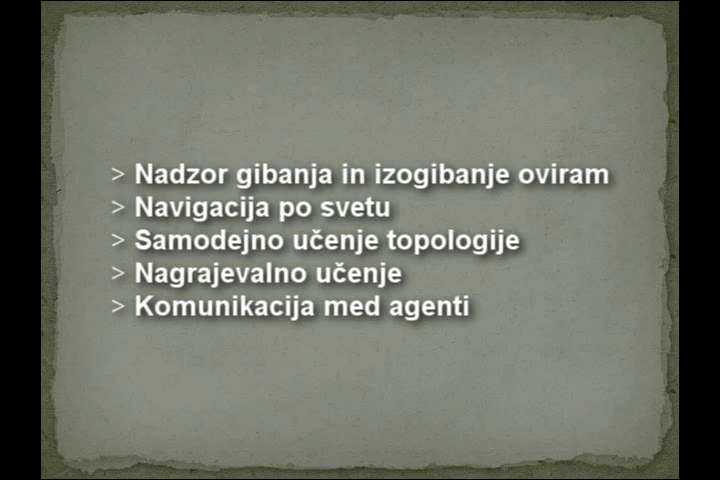 > Nadzor gibanja in izogibanje oviram
> Navigacija po svetu
> Samodejno učenje topologije
> Nagrajevalno učenje
> Komunikacija med agenti